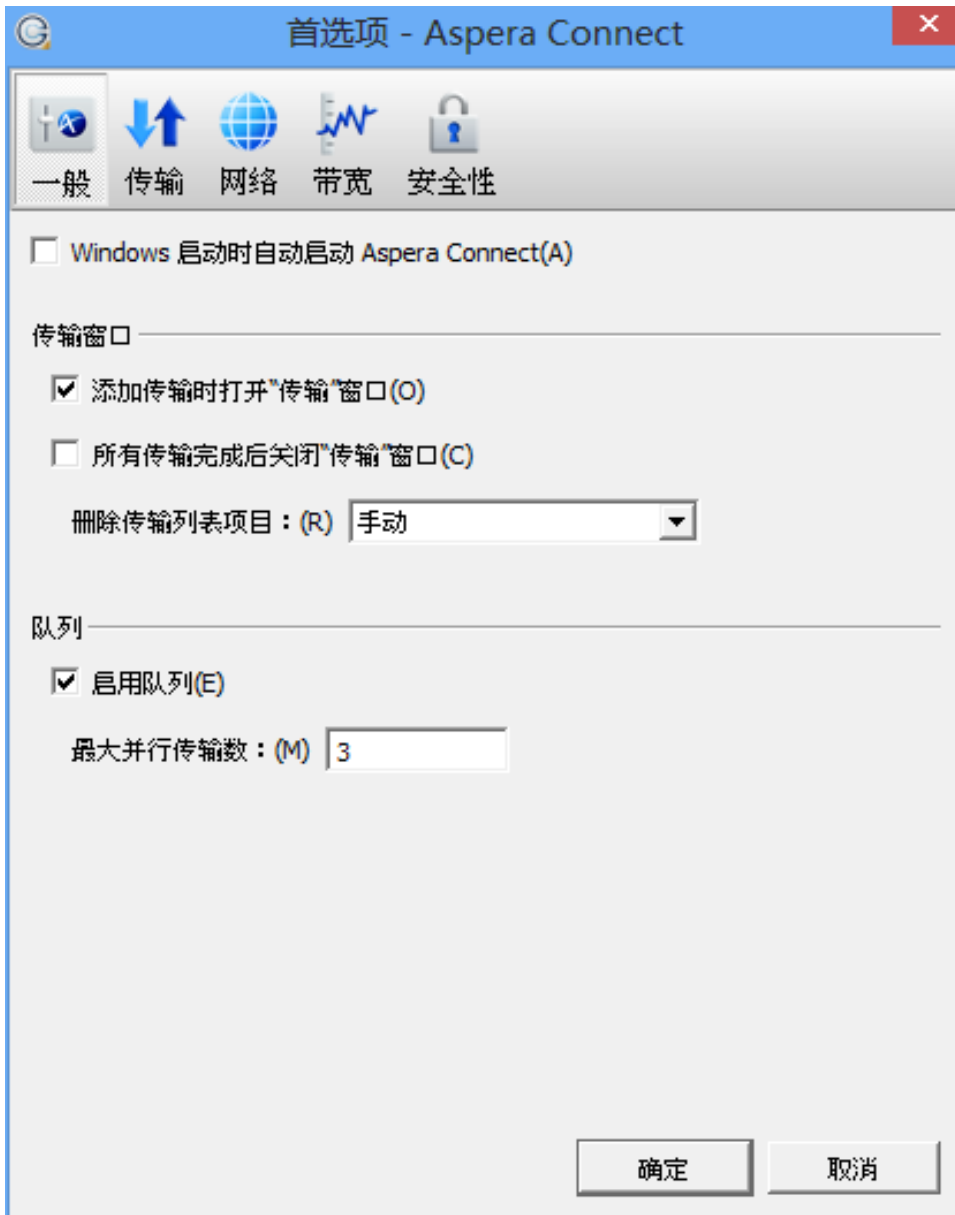 首选项 - Aspera Connect
一般 传输 网络 带宽 安全性
Windows 启动时自动启动 Aspera Connect(A)
传输窗口
添加传输时打开"传输"窗口(O)
所有传输完成后关闭"传输"窗口(C)
删除传输列表项目：(R) 手动
队列
启用队列(E)
最大并行传输数：(M) 3
确定 取消